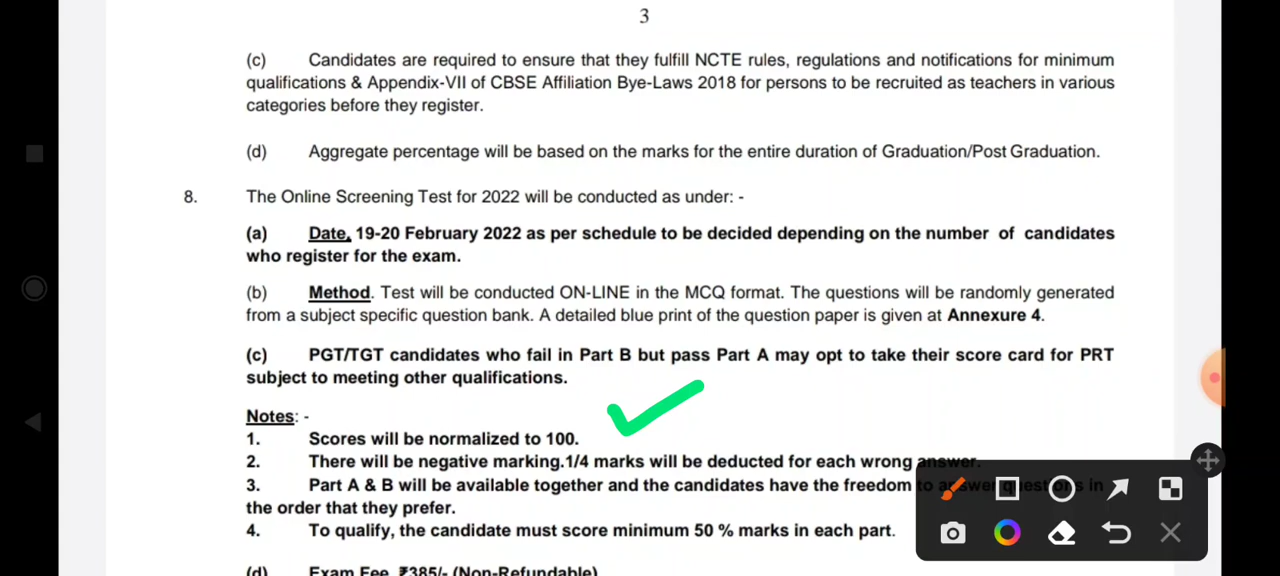 3
(c) Candidates are required to ensure that they fulfill NCTE rules, regulations and notifications for minimum
qualifications & Appendix-VII of CBSE Affiliation Bye-Laws 2018 for persons to be recruited as teachers in various
categories before they register.
(d) Aggregate percentage will be based on the marks for the entire duration of Graduation/Post Graduation.
8. The Online Screening Test for 2022 will be conducted as under: -
(a) Date, 19-20 February 2022 as per schedule to be decided depending on the number of candidates
who register for the exam.
(b) Method. Test will be conducted ON-LINE in the MCQ format. The questions will be randomly generated
from a subject specific question bank. A detailed blue print of the question paper is given at Annexure 4.
(c) PGT/TGT candidates who fail in Part B but pass Part A may opt to take their score card for PRT
subject to meeting other qualifications.
Notes: -
1. Scores will be normalized to 100.
2. There will be negative marking.1/4 marks will be deducted for each wrong answer.
3. Part A & B will be available together and the candidates have the freedom to answer questions in
the order that they prefer.
4. To qualify, the candidate must score minimum 50 % marks in each part.
(d) Exam Fee ₹385/- (Non-Refundable)